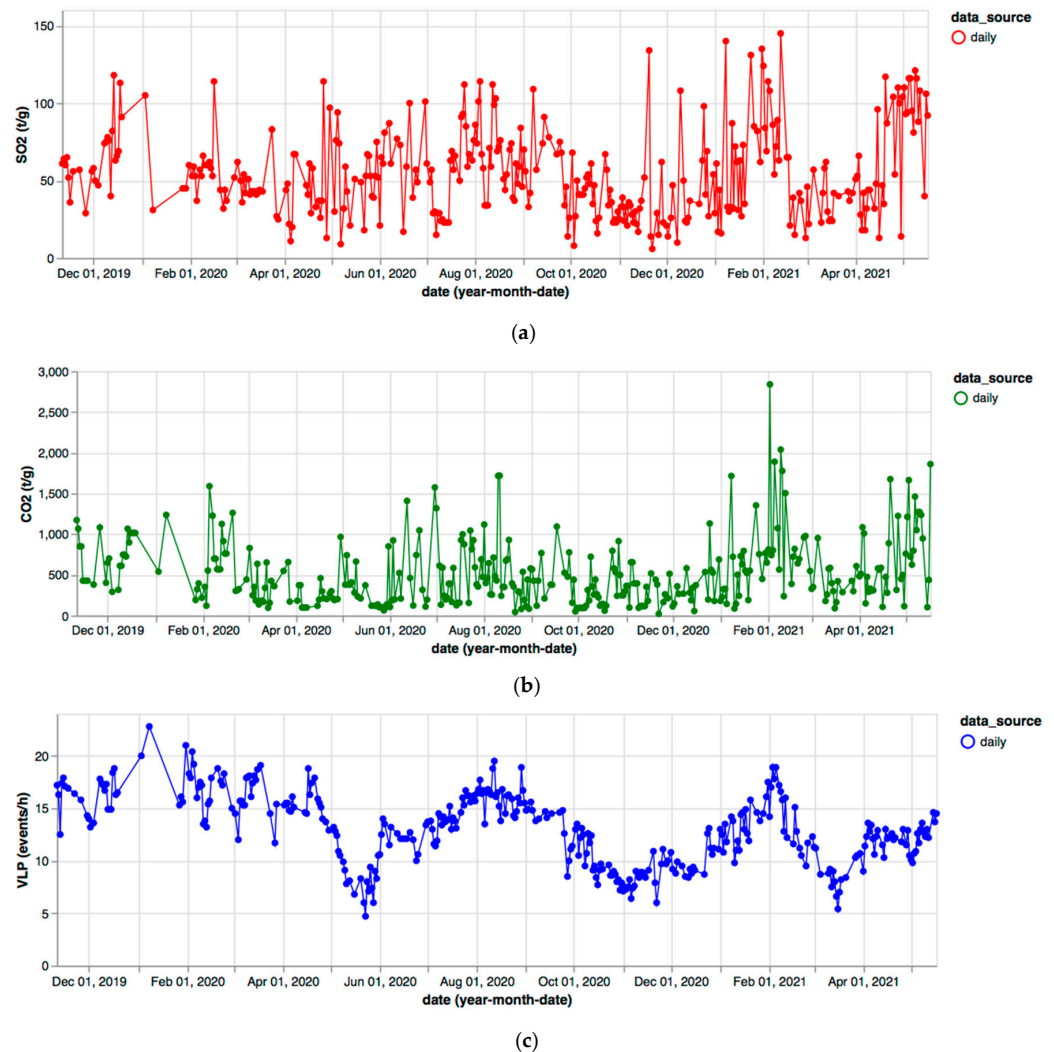 data_source
daily
150
100
50
0
SO2 (t/g)
Dec 01, 2019 Feb 01, 2020 Apr 01, 2020 Jun 01, 2020 Aug 01, 2020 Oct 01, 2020 Dec 01, 2020 Feb 01, 2021 Apr 01, 2021
date (year-month-date)
(a)
data_source
daily
3,000
2,500
2,000
1,500
1,000
500
0
CO2 (t/g)
Dec 01, 2019 Feb 01, 2020 Apr 01, 2020 Jun 01, 2020 Aug 01, 2020 Oct 01, 2020 Dec 01, 2020 Feb 01, 2021 Apr 01, 2021
date (year-month-date)
(b)
data_source
daily
20
15
10
5
0
VLP (events/h)
Dec 01, 2019 Feb 01, 2020 Apr 01, 2020 Jun 01, 2020 Aug 01, 2020 Oct 01, 2020 Dec 01, 2020 Feb 01, 2021 Apr 01, 2021
date (year-month-date)
(c)